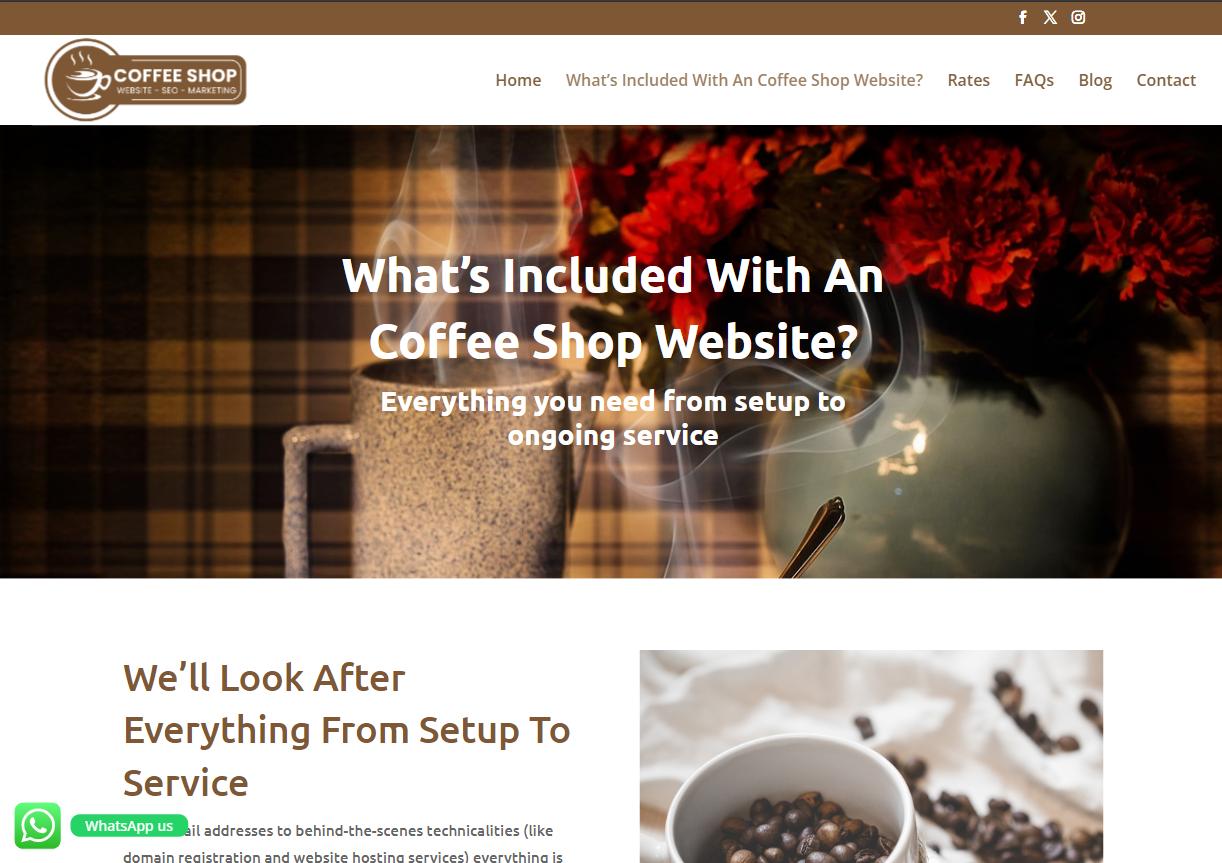 COFFEE SHOP
WEBSITE - SEO - MARKETING
Home What's Included With An Coffee Shop Website? Rates FAQs Blog Contact
What's Included With An
Coffee Shop Website?
Everything you need from setup to
ongoing service
We'll Look After
Everything From Setup To
Service
WhatsApp us
addresses to behind-the-scenes technicalities (like
domain registration and website hosting services) everything is